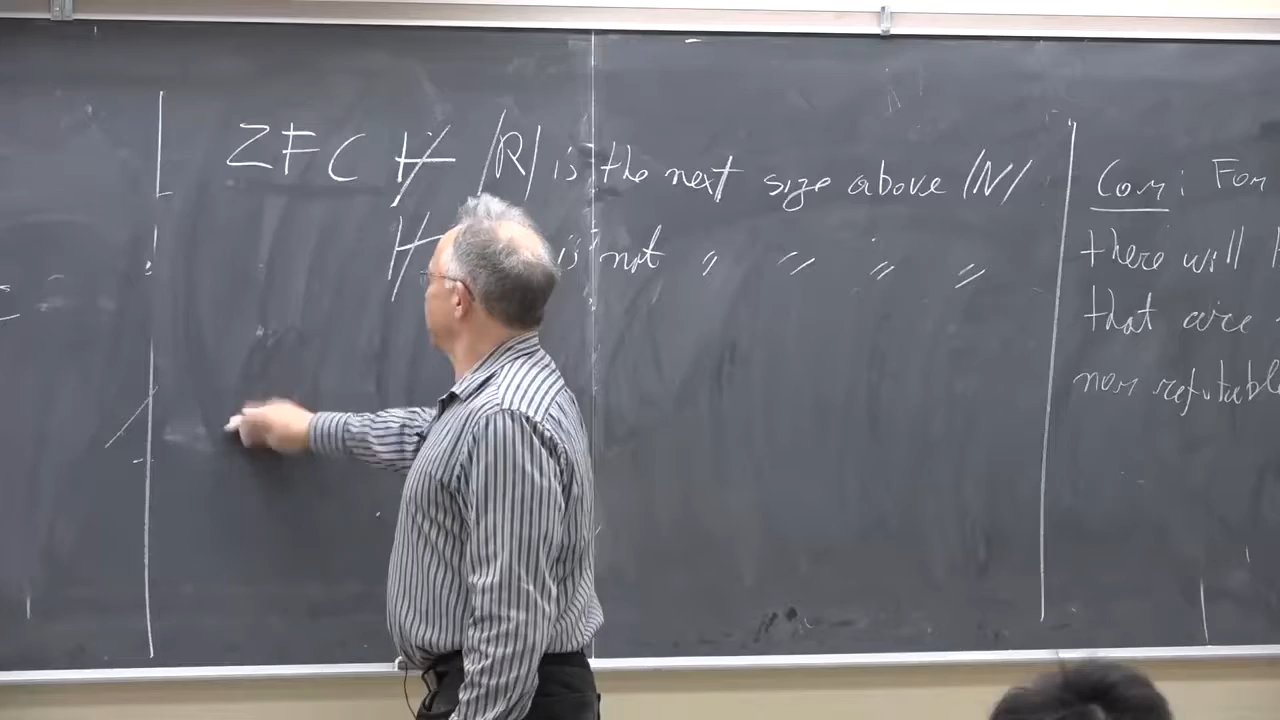 ZFC ⊬ |R| is the next size above |N|
⊬ is not 〃 〃 〃 〃
Com: For
there will
that are
non refutable